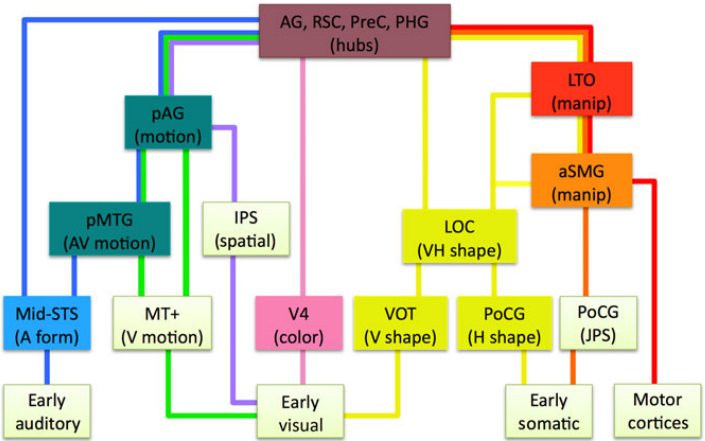 AG, RSC, PreC, PHG
(hubs)
LTO
(manip)
pAG
(motion)
aSMG
(manip)
pMTG
(AV motion)
IPS
(spatial)
LOC
(VH shape)
Mid-STS
(A form)
MT+
(V motion)
V4
(color)
VOT
(V shape)
PoCG
(H shape)
PoCG
(JPS)
Early
auditory
Early
visual
Early
somatic
Motor
cortices